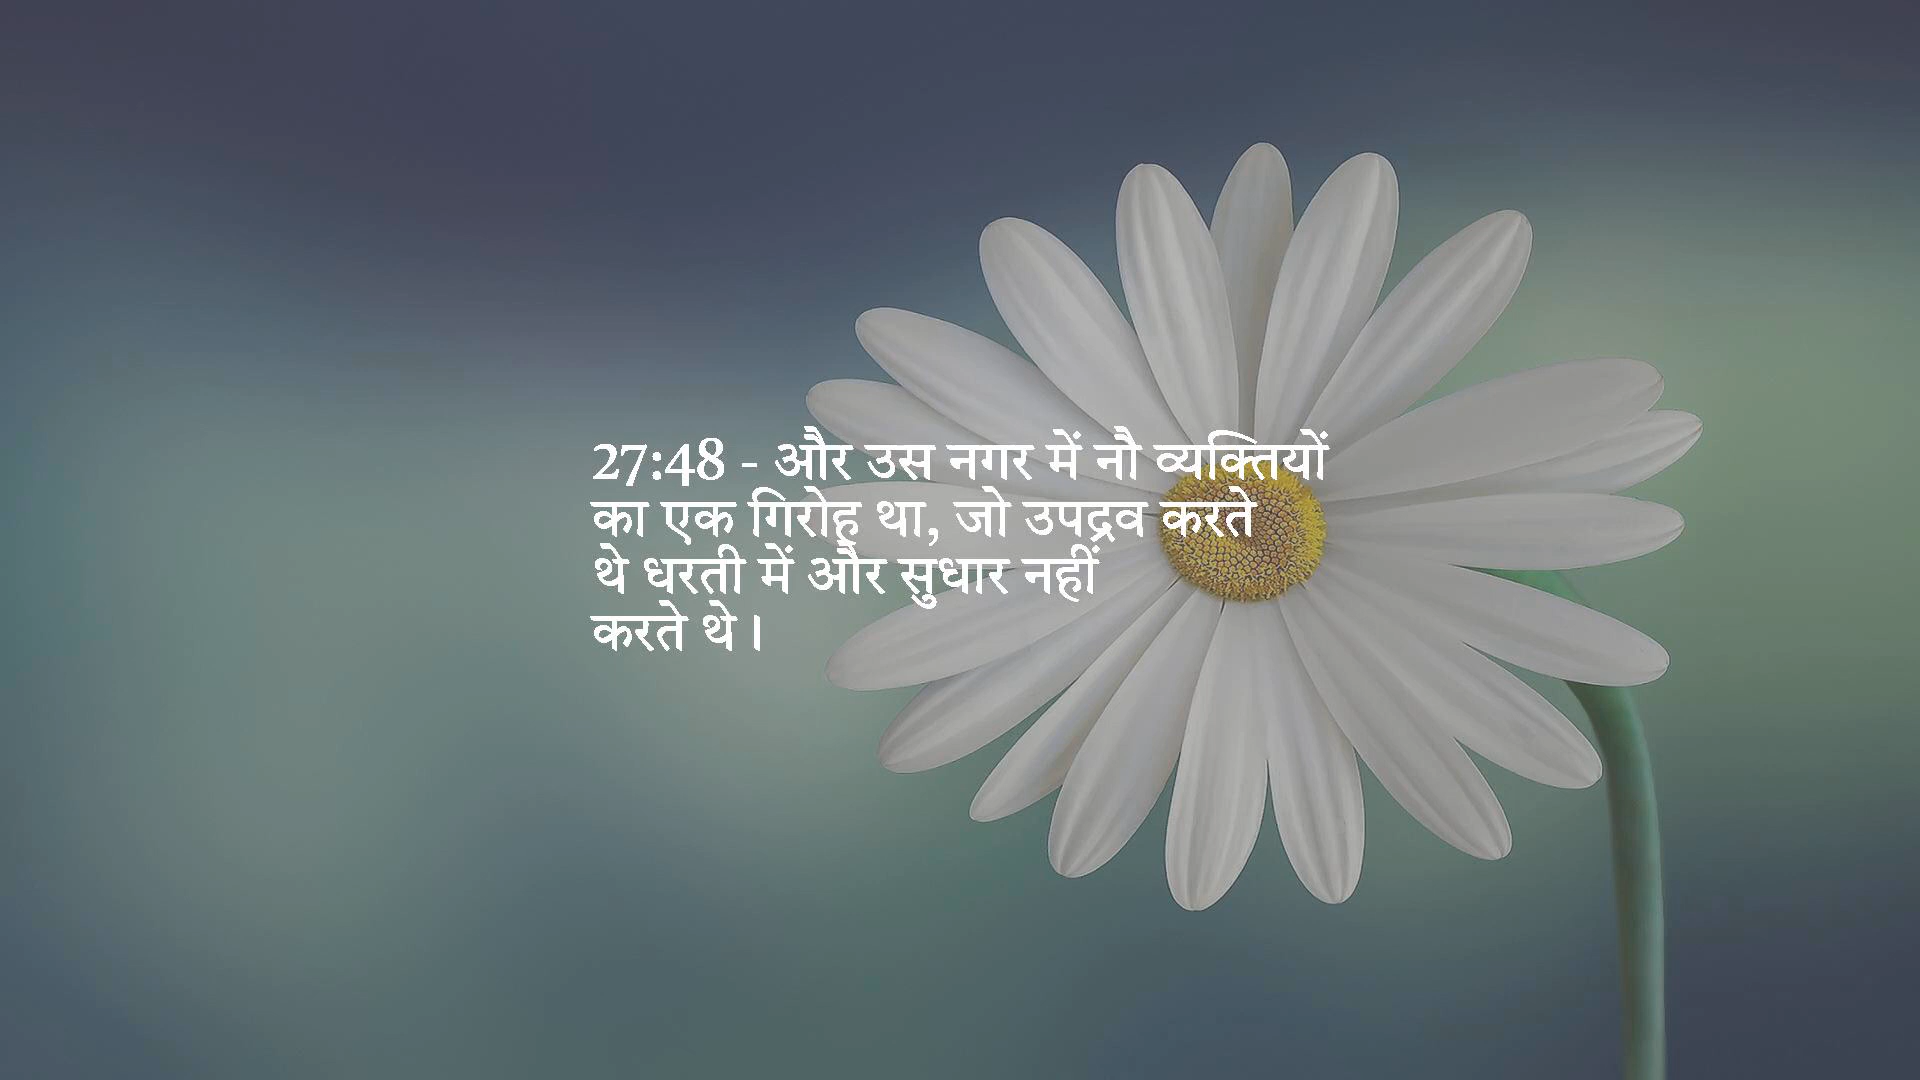 27:48 - और उस नगर में नौ व्यक्तियों
का एक गिरोह था, जो उपद्रव करते
थे धरती में और सुधार नहीं
करते थे।